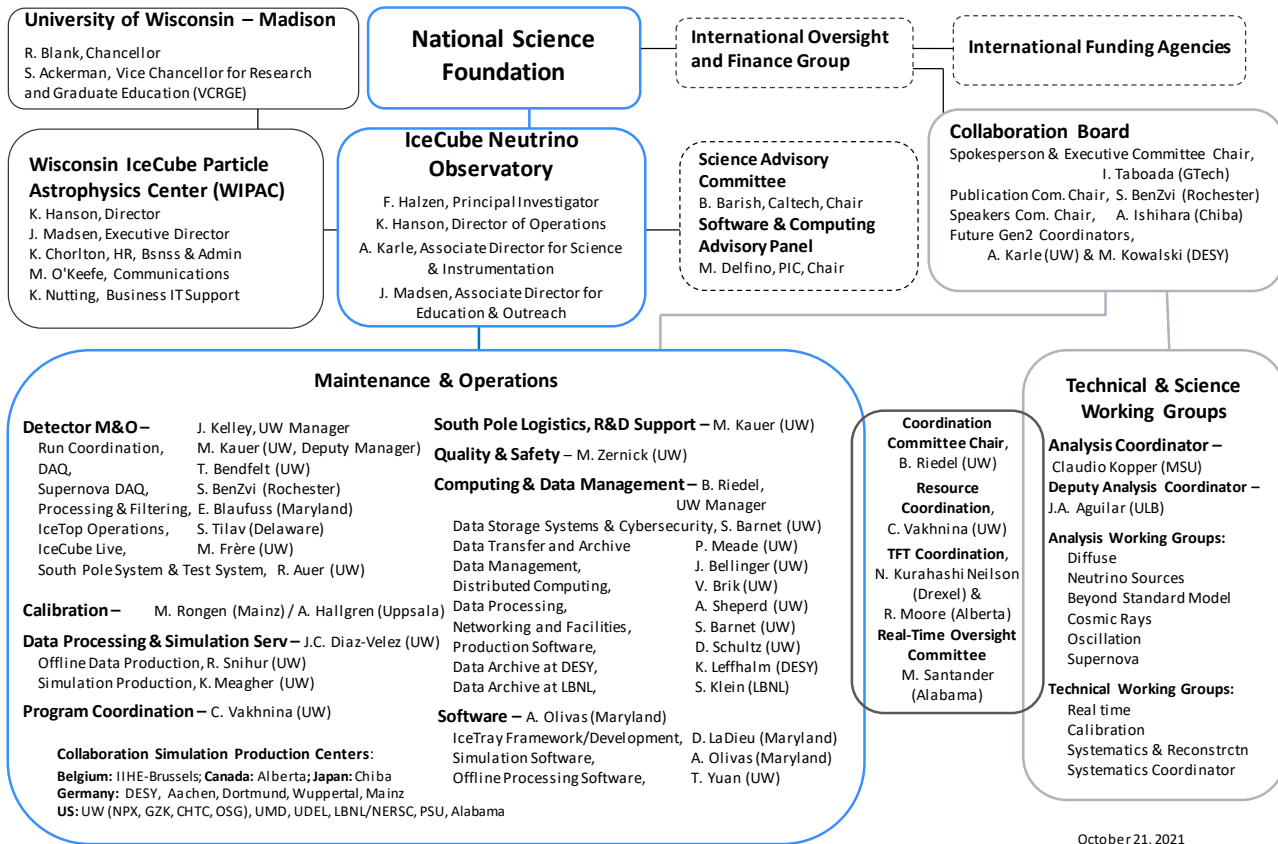 University of Wisconsin – Madison
R. Blank, Chancellor
S. Ackerman, Vice Chancellor for Research
and Graduate Education (VCRGE)
National Science
Foundation
International Oversight
and Finance Group
International Funding Agencies
Wisconsin IceCube Particle
Astrophysics Center (WIPAC)
K. Hanson, Director
J. Madsen, Executive Director
K. Chorlton, HR, Bsnss & Admin
M. O'Keefe, Communications
K. Nutting, Business IT Support
IceCube Neutrino
Observatory
F. Halzen, Principal Investigator
K. Hanson, Director of Operations
A. Karle, Associate Director for Science
& Instrumentation
J. Madsen, Associate Director for
Education & Outreach
Science Advisory
Committee
B. Barish, Caltech, Chair
Software & Computing
Advisory Panel
M. Delfino, PIC, Chair
Collaboration Board
Spokesperson & Executive Committee Chair,
I. Taboada (GTech)
Publication Com. Chair, S. BenZvi (Rochester)
Speakers Com. Chair, A. Ishihara (Chiba)
Future Gen2 Coordinators,
A. Karle (UW) & M. Kowalski (DESY)
Maintenance & Operations
Detector M&O – J. Kelley, UW Manager
Run Coordination, M. Kauer (UW, Deputy Manager)
DAQ, T. Bendfelt (UW)
Supernova DAQ, S. BenZvi (Rochester)
Processing & Filtering, E. Blaufuss (Maryland)
IceTop Operations, S. Tilav (Delaware)
IceCube Live, M. Frère (UW)
South Pole System & Test System, R. Auer (UW)
Calibration – M. Rongen (Mainz) / A. Hallgren (Uppsala)
Data Processing & Simulation Serv – J.C. Diaz-Velez (UW)
Offline Data Production, R. Snihur (UW)
Simulation Production, K. Meagher (UW)
Program Coordination – C. Vakhnina (UW)
Collaboration Simulation Production Centers:
Belgium: IIHE-Brussels; Canada: Alberta; Japan: Chiba
Germany: DESY, Aachen, Dortmund, Wuppertal, Mainz
US: UW (NPX, GZK, CHTC, OSG), UMD, UDEL, LBNL/NERSC, PSU, Alabama
South Pole Logistics, R&D Support – M. Kauer (UW)
Quality & Safety – M. Zernick (UW)
Computing & Data Management – B. Riedel,
UW Manager
Data Storage Systems & Cybersecurity, S. Barnet (UW)
Data Transfer and Archive P. Meade (UW)
Data Management, J. Bellinger (UW)
Distributed Computing, V. Brik (UW)
Data Processing, A. Sheperd (UW)
Networking and Facilities, S. Barnet (UW)
Production Software, D. Schultz (UW)
Data Archive at DESY, K. Leffhalm (DESY)
Data Archive at LBNL, S. Klein (LBNL)
Software – A. Olivas (Maryland)
IceTray Framework/Development, D. LaDieu (Maryland)
Simulation Software, A. Olivas (Maryland)
Offline Processing Software, T. Yuan (UW)
Coordination
Committee Chair,
B. Riedel (UW)
Resource
Coordination,
C. Vakhnina (UW)
TFT Coordination,
N. Kurahashi Neilson
(Drexel) &
R. Moore (Alberta)
Real-Time Oversight
Committee
M. Santander
(Alabama)
Technical & Science
Working Groups
Analysis Coordinator –
Claudio Kopper (MSU)
Deputy Analysis Coordinator –
J.A. Aguilar (ULB)
Analysis Working Groups:
Diffuse
Neutrino Sources
Beyond Standard Model
Cosmic Rays
Oscillation
Supernova
Technical Working Groups:
Real time
Calibration
Systematics & Reconstrctn
Systematics Coordinator
October 21, 2021